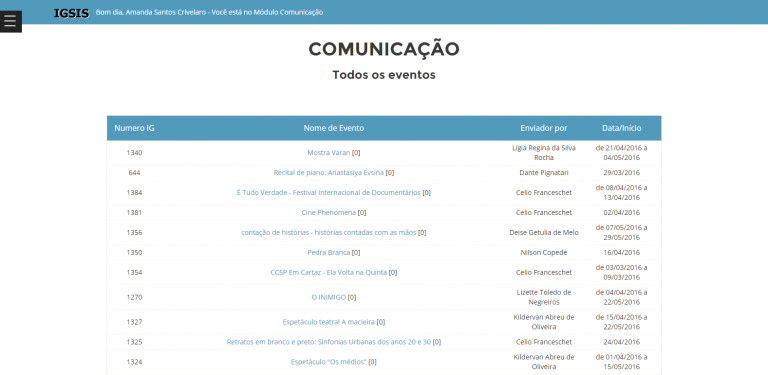 IGSIS Bom dia, Amanda Santos Crivelaro - Você está no Módulo Comunicação
COMUNICAÇÃO
Todos os eventos
Numero IG Nome de Evento Enviador por Data/Início
1340 Mostra Varan [0] Ligia Regina da Silva Rocha de 21/04/2016 a 04/05/2016
644 Recital de piano: Anastasiya Evsina [0] Dante Pignatari 29/03/2016
1384 É Tudo Verdade - Festival Internacional de Documentários [0] Celio Franceschet de 08/04/2016 a 13/04/2016
1381 Cine Phenomena [0] Celio Franceschet 02/04/2016
1356 contação de histórias - histórias contadas com as mãos [0] Deise Getulia de Melo de 07/05/2016 a 29/05/2016
1350 Pedra Branca [0] Nilson Copede 16/04/2016
1354 CCSP Em Cartaz - Ela Volta na Quinta [0] Celio Franceschet de 03/03/2016 a 09/03/2016
1270 O INIMIGO [0] Lizette Toledo de Negreiros de 04/04/2016 a 22/05/2016
1327 Espetáculo teatral A macieira [0] Kildervan Abreu de Oliveira de 15/04/2016 a 22/05/2016
1325 Retratos em branco e preto: Sinfonias Urbanas dos anos 20 e 30 [0] Celio Franceschet 24/04/2016
1324 Espetáculo "Os médios" [0] Kildervan Abreu de Oliveira de 01/04/2016 a 15/05/2016